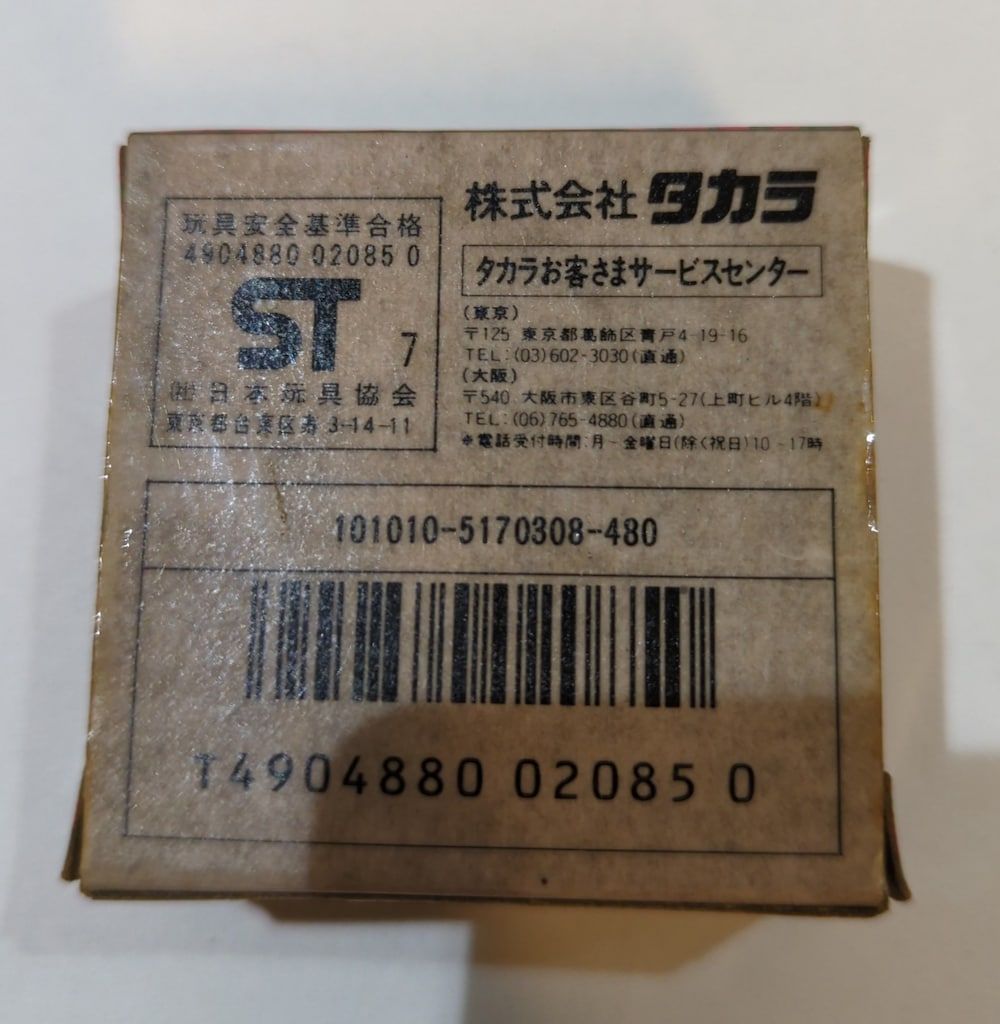 玩具安全基準合格
4904880 02085 0
ST 7
(社)日本玩具協会
東京都台東区寿3-14-11
株式会社タカラ
タカラお客さまサービスセンター
(東京)
〒125 東京都葛飾区青戸4-19-16
TEL:(03)602-3030(直通)
(大阪)
〒540 大阪市東区谷町5-27(上町ビル4階)
TEL:(06)765-4880(直通)
*電話受付時間:月~金曜日(除く祝日)10~17時
101010-5170308-480
T4904880 02085 0